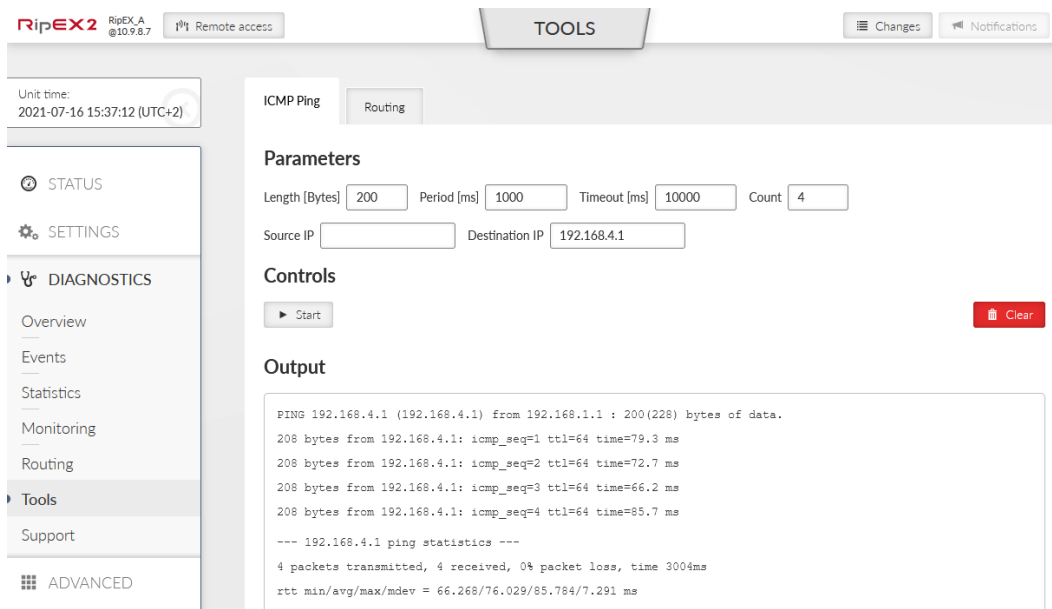 RipEX2 RipEX_A @10.9.8.7 Remote access TOOLS Changes Notifications
Unit time:
2021-07-16 15:37:12 (UTC+2)
STATUS
SETTINGS
DIAGNOSTICS
Overview
Events
Statistics
Monitoring
Routing
Tools
Support
ADVANCED
ICMP Ping Routing
Parameters
Length [Bytes] 200 Period [ms] 1000 Timeout [ms] 10000 Count 4
Source IP Destination IP 192.168.4.1
Controls
Start Clear
Output
PING 192.168.4.1 (192.168.4.1) from 192.168.1.1 : 200(228) bytes of data.
208 bytes from 192.168.4.1: icmp_seq=1 ttl=64 time=79.3 ms
208 bytes from 192.168.4.1: icmp_seq=2 ttl=64 time=72.7 ms
208 bytes from 192.168.4.1: icmp_seq=3 ttl=64 time=66.2 ms
208 bytes from 192.168.4.1: icmp_seq=4 ttl=64 time=85.7 ms
--- 192.168.4.1 ping statistics ---
4 packets transmitted, 4 received, 0% packet loss, time 3004ms
rtt min/avg/max/mdev = 66.268/76.029/85.784/7.291 ms